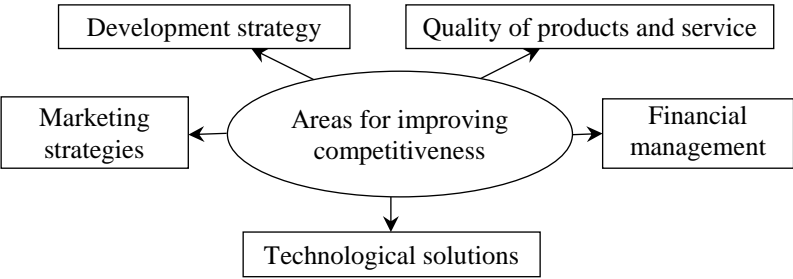 Development strategy
Quality of products and service
Marketing
strategies
Areas for improving
competitiveness
Financial
management
Technological solutions